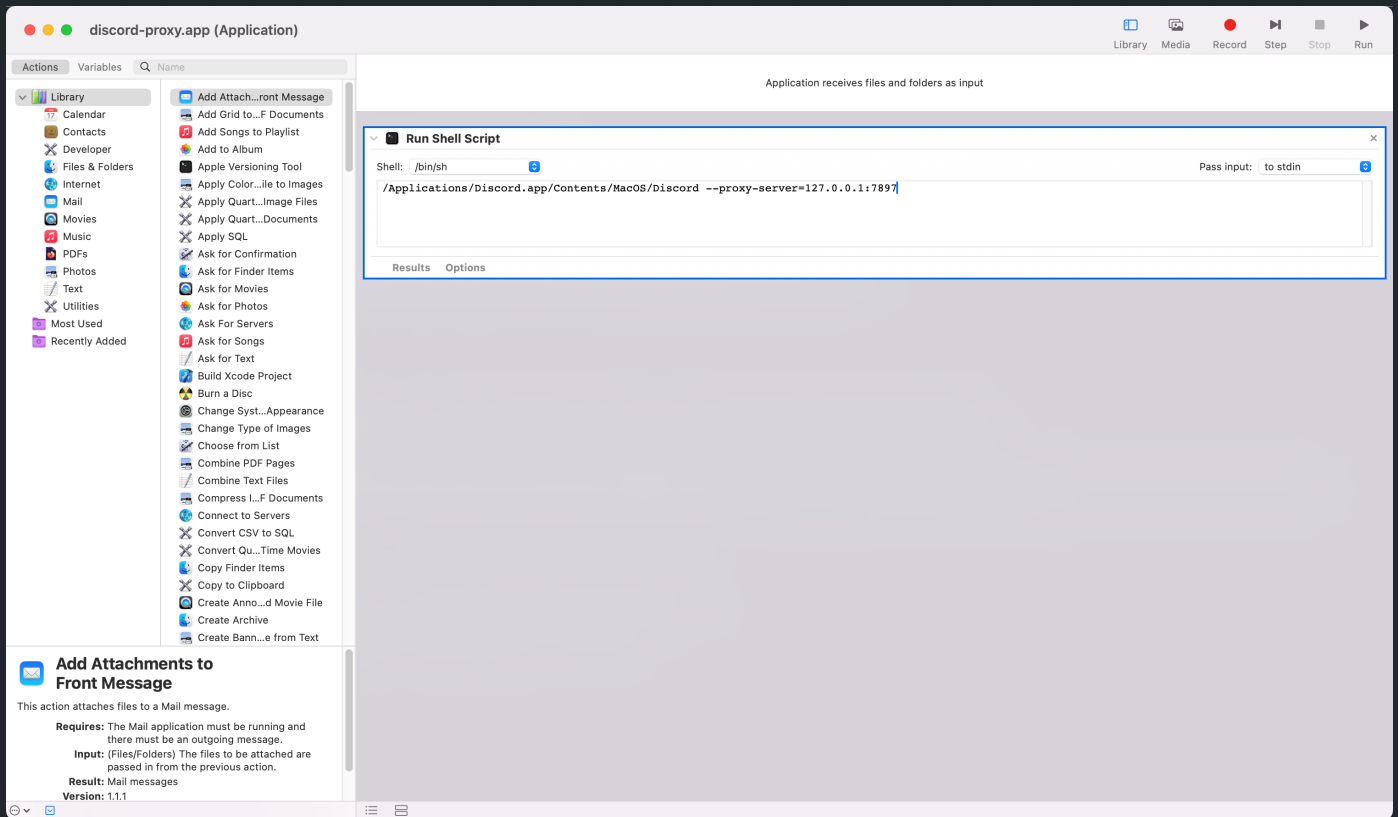 discord-proxy.app (Application)
Library
Media
Record
Step
Stop
Run
Actions
Variables
Name
Library
Calendar
Contacts
Developer
Files & Folders
Internet
Mail
Movies
Music
PDFs
Photos
Text
Utilities
Most Used
Recently Added
Add Attach...ront Message
Add Grid to...F Documents
Add Songs to Playlist
Add to Album
Apple Versioning Tool
Apply Color...ile to Images
Apply Quart...Image Files
Apply Quart...Documents
Apply SQL
Ask for Confirmation
Ask for Finder Items
Ask for Movies
Ask for Photos
Ask For Servers
Ask for Songs
Ask for Text
Build Xcode Project
Burn a Disc
Change Syst...Appearance
Change Type of Images
Choose from List
Combine PDF Pages
Combine Text Files
Compress I...F Documents
Connect to Servers
Convert CSV to SQL
Convert Qu...Time Movies
Copy Finder Items
Copy to Clipboard
Create Anno...d Movie File
Create Archive
Create Bann...e from Text
Add Attachments to
Front Message
This action attaches files to a Mail message.
Requires: The Mail application must be running and
there must be an outgoing message.
Input: (Files/Folders) The files to be attached are
passed in from the previous action.
Result: Mail messages
Version: 1.1.1
Application receives files and folders as input
Run Shell Script
Shell: /bin/sh
Pass input: to stdin
/Applications/Discord.app/Contents/MacOS/Discord --proxy-server=127.0.0.1:7897
Results
Options